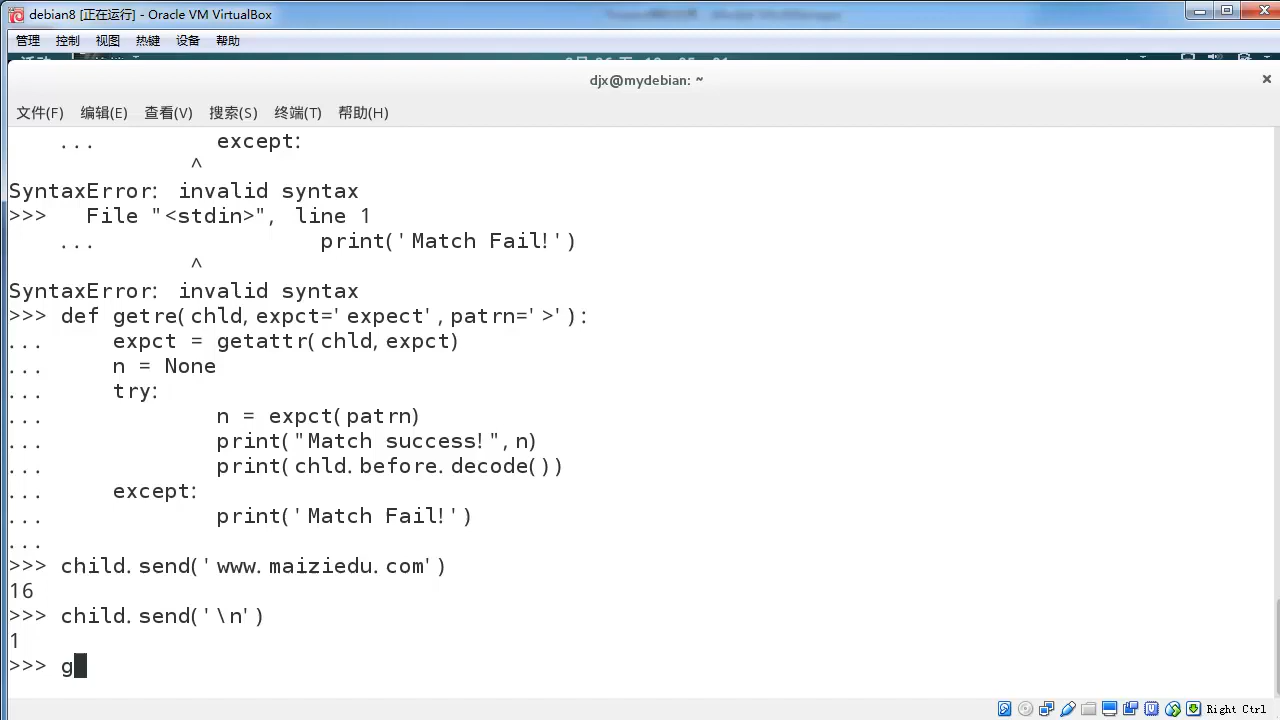 debian8 [正在运行] - Oracle VM VirtualBox
管理 控制 视图 热键 设备 帮助
djx@mydebian: ~
文件(F) 编辑(E) 查看(V) 搜索(S) 终端(T) 帮助(H)
... except:
^
SyntaxError: invalid syntax
>>> File "<stdin>", line 1
... print('Match Fail!')
^
SyntaxError: invalid syntax
>>> def getre(chld,expct='expect',patrn='>'):
... expct = getattr(chld,expct)
... n = None
... try:
... n = expct(patrn)
... print("Match success!",n)
... print(chld.before.decode())
... except:
... print('Match Fail!')
...
>>> child.send('www.maiziedu.com')
16
>>> child.send('\n')
1
>>> g
Right Ctrl